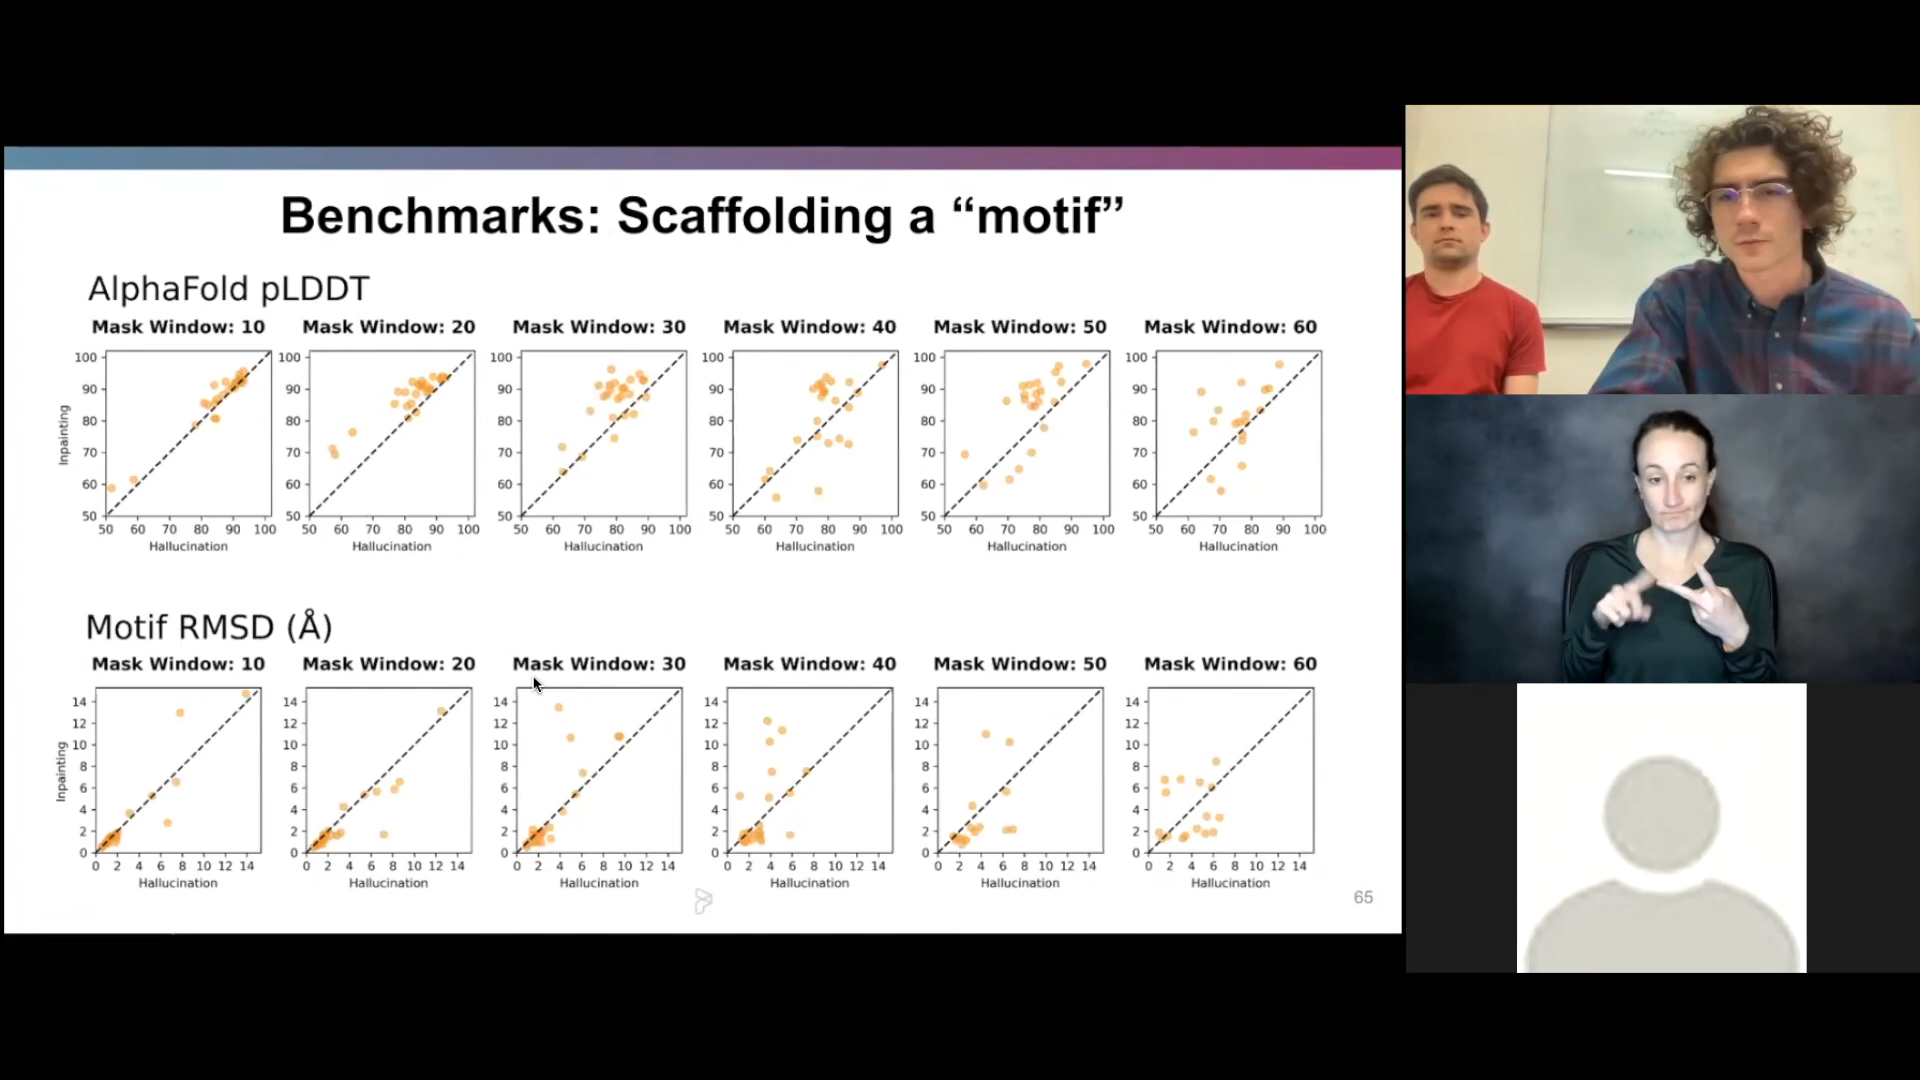 Benchmarks: Scaffolding a “motif”
AlphaFold pLDDT
Mask Window: 10 Mask Window: 20 Mask Window: 30 Mask Window: 40 Mask Window: 50 Mask Window: 60
Inpainting
100 90 80 70 60 50
50 60 70 80 90 100
Hallucination
100 90 80 70 60 50
50 60 70 80 90 100
Hallucination
100 90 80 70 60 50
50 60 70 80 90 100
Hallucination
100 90 80 70 60 50
50 60 70 80 90 100
Hallucination
100 90 80 70 60 50
50 60 70 80 90 100
Hallucination
100 90 80 70 60 50
50 60 70 80 90 100
Hallucination
Motif RMSD (Å)
Mask Window: 10 Mask Window: 20 Mask Window: 30 Mask Window: 40 Mask Window: 50 Mask Window: 60
Inpainting
14 12 10 8 6 4 2 0
0 2 4 6 8 10 12 14
Hallucination
14 12 10 8 6 4 2 0
0 2 4 6 8 10 12 14
Hallucination
14 12 10 8 6 4 2 0
0 2 4 6 8 10 12 14
Hallucination
14 12 10 8 6 4 2 0
0 2 4 6 8 10 12 14
Hallucination
14 12 10 8 6 4 2 0
0 2 4 6 8 10 12 14
Hallucination
14 12 10 8 6 4 2 0
0 2 4 6 8 10 12 14
Hallucination
65